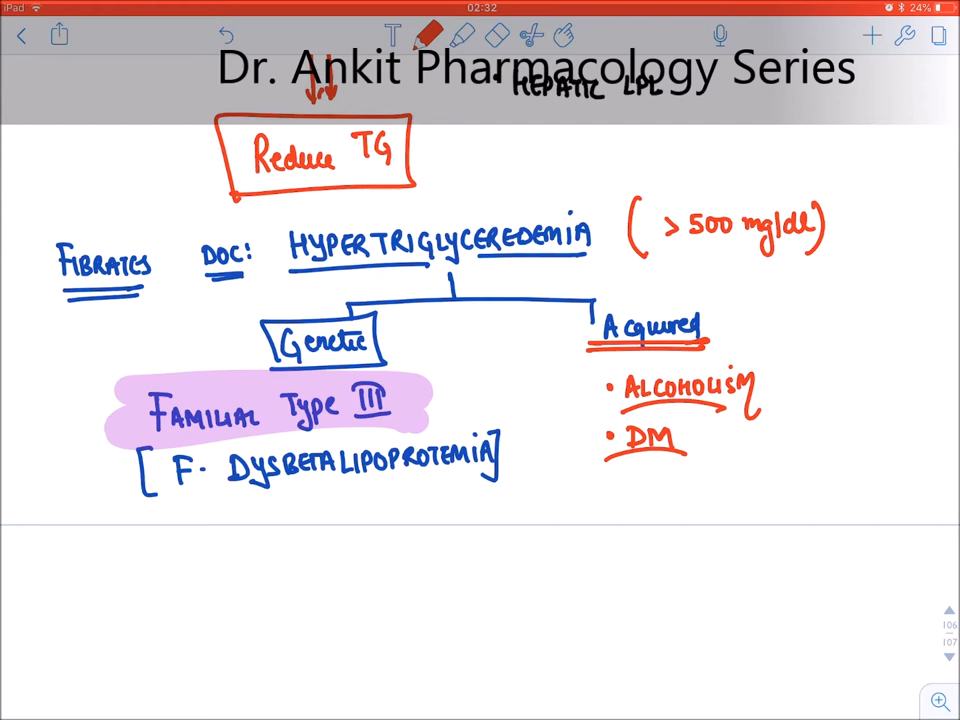 iPad 02:32 24%
Dr. Ankit Pharmacology Series
• HEPATIC LPL
Reduce TG
FIBRATES DOC: HYPERTRIGLYCEREDEMIA ( > 500 mg/dl)
Genetic Acquired
FAMILIAL Type III
• ALCOHOLISM
[ F. DYSBETALIPOPROTEMIA]
• DM
106
107